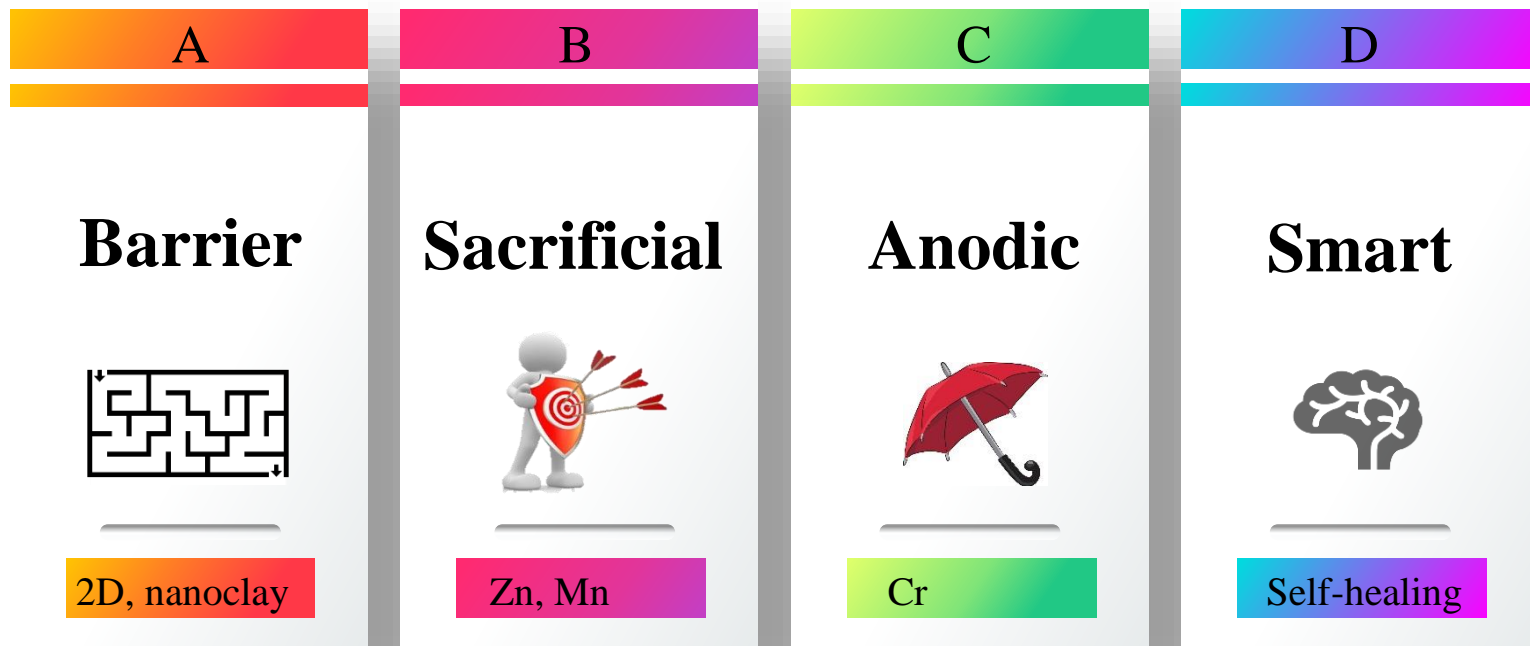 A
B
C
D
Barrier
Sacrificial
Anodic
Smart
2D, nanoclay
Zn, Mn
Cr
Self-healing